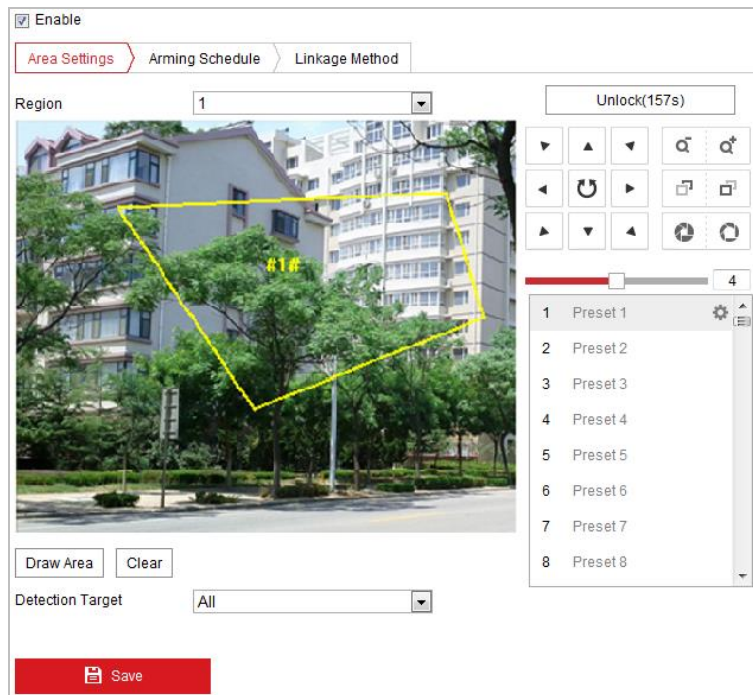 Enable
Area Settings Arming Schedule Linkage Method
Region 1
Unlock(157s)
#1#
4
1 Preset 1
2 Preset 2
3 Preset 3
4 Preset 4
5 Preset 5
6 Preset 6
7 Preset 7
8 Preset 8
Draw Area Clear
Detection Target All
Save